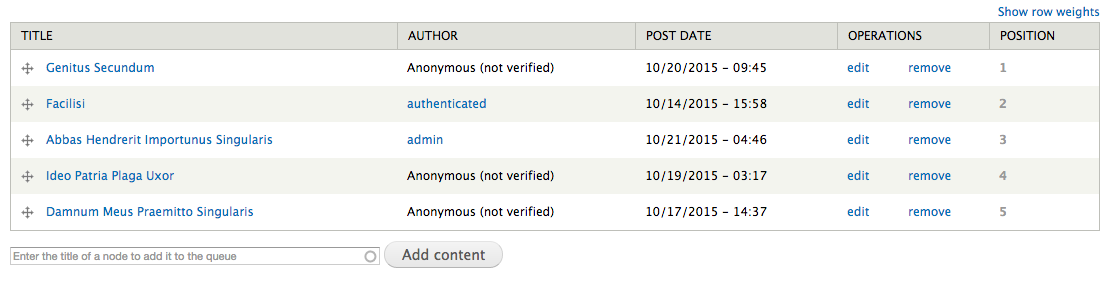 Show row weights
TITLE AUTHOR POST DATE OPERATIONS POSITION
Genitus Secundum Anonymous (not verified) 10/20/2015 – 09:45 edit remove 1
Facilisi authenticated 10/14/2015 – 15:58 edit remove 2
Abbas Hendrerit Importunus Singularis admin 10/21/2015 – 04:46 edit remove 3
Ideo Patria Plaga Uxor Anonymous (not verified) 10/19/2015 – 03:17 edit remove 4
Damnum Meus Praemitto Singularis Anonymous (not verified) 10/17/2015 – 14:37 edit remove 5
Enter the title of a node to add it to the queue Add content